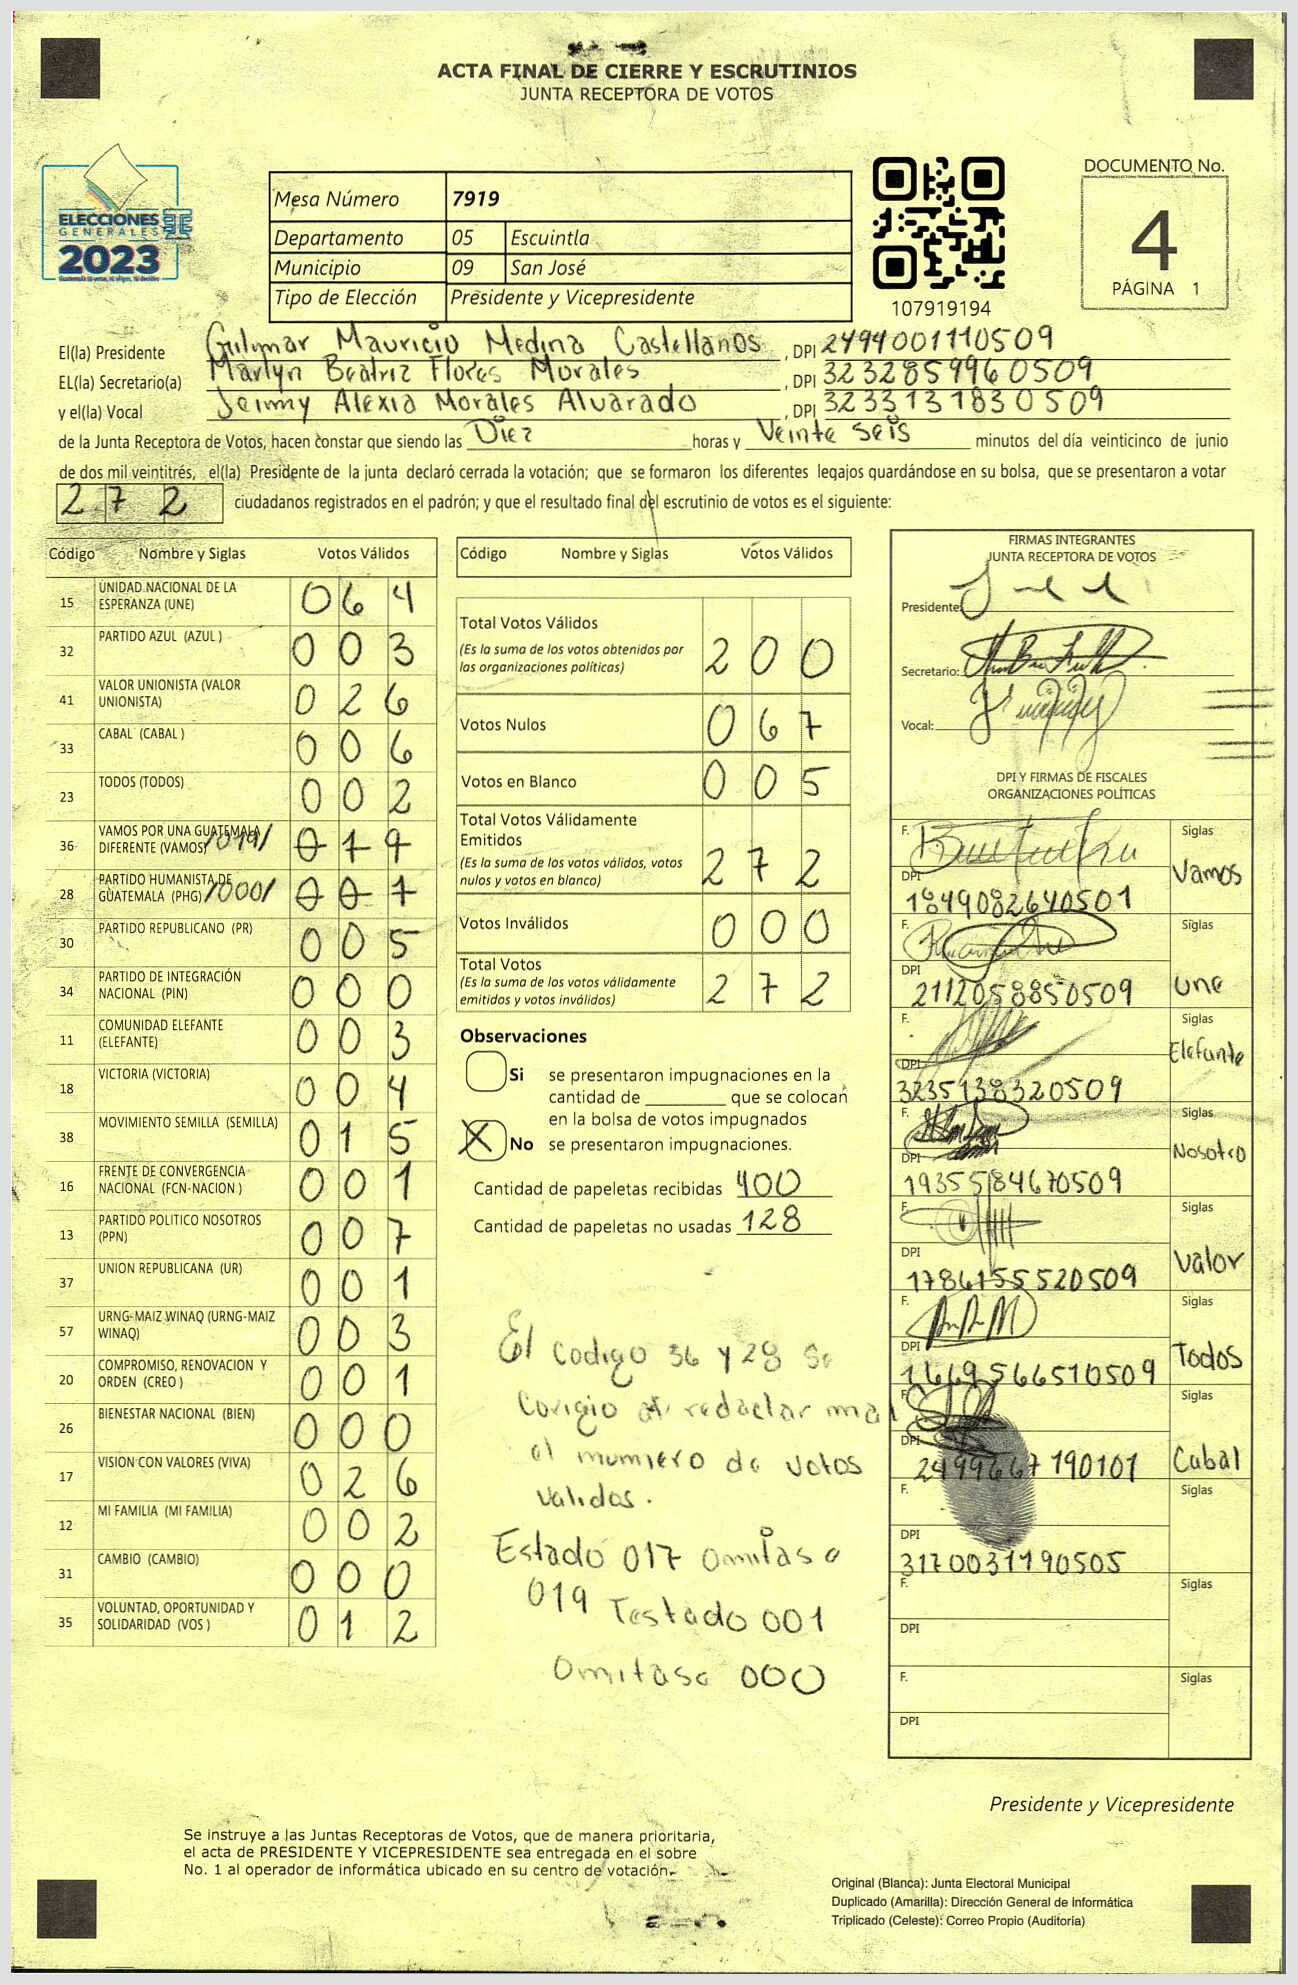 ACTA FINAL DE CIERRE Y ESCRUTINIOS
JUNTA RECEPTORA DE VOTOS
ELECCIONES
GENERALES
2023
Mesa Número 7919
Departamento 05 Escuintla
Municipio 09 San José
Tipo de Elección Presidente y Vicepresidente
107919194
DOCUMENTO No.
4
PÁGINA 1
El(la) Presidente Guilmar Mauricio Medina Castellanos, DPI 2494001110509
EL(la) Secretario(a) Marlyn Beatriz Flores Morales, DPI 3232859960509
y el(la) Vocal Jeimmy Alexia Morales Alvarado, DPI 3233131830509
de la Junta Receptora de Votos, hacen constar que siendo las Diez horas y Veinte seis minutos del día veinticinco de junio
de dos mil veintitrés, el(la) Presidente de la junta declaró cerrada la votación; que se formaron los diferentes legajos quardándose en su bolsa, que se presentaron a votar
272 ciudadanos registrados en el padrón; y que el resultado final del escrutinio de votos es el siguiente:
Código Nombre y Siglas Votos Válidos
15 UNIDAD NACIONAL DE LA ESPERANZA (UNE) 064
32 PARTIDO AZUL (AZUL ) 003
41 VALOR UNIONISTA (VALOR UNIONISTA) 026
33 CABAL (CABAL ) 006
23 TODOS (TODOS) 002
36 VAMOS POR UNA GUATEMALA DIFERENTE (VAMOS) /019/ 017
28 PARTIDO HUMANISTA DE GUATEMALA (PHG) /000/ 001
30 PARTIDO REPUBLICANO (PR) 005
34 PARTIDO DE INTEGRACIÓN NACIONAL (PIN) 000
11 COMUNIDAD ELEFANTE (ELEFANTE) 003
18 VICTORIA (VICTORIA) 004
38 MOVIMIENTO SEMILLA (SEMILLA) 015
16 FRENTE DE CONVERGENCIA NACIONAL (FCN-NACION ) 001
13 PARTIDO POLITICO NOSOTROS (PPN) 007
37 UNION REPUBLICANA (UR) 001
57 URNG-MAIZ WINAQ (URNG-MAIZ WINAQ) 003
20 COMPROMISO, RENOVACION Y ORDEN (CREO ) 001
26 BIENESTAR NACIONAL (BIEN) 000
17 VISION CON VALORES (VIVA) 026
12 MI FAMILIA (MI FAMILIA) 002
31 CAMBIO (CAMBIO) 000
35 VOLUNTAD, OPORTUNIDAD Y SOLIDARIDAD (VOS ) 012
Código Nombre y Siglas Votos Válidos
Total Votos Válidos 200
(Es la suma de los votos obtenidos por
las organizaciones políticas)
Votos Nulos 067
Votos en Blanco 005
Total Votos Válidamente
Emitidos 272
(Es la suma de los votos válidos, votos
nulos y votos en blanco)
Votos Inválidos 000
Total Votos 272
(Es la suma de los votos válidamente
emitidos y votos inválidos)
Observaciones
Si se presentaron impugnaciones en la
cantidad de ________ que se colocan
en la bolsa de votos impugnados
X No se presentaron impugnaciones.
Cantidad de papeletas recibidas 400
Cantidad de papeletas no usadas 128
El Codigo 36 y 28 Se
Corigio al redactar mal
el numero de votos
validos.
Estado 017 Omitase
019 Testado 001
Omitase 000
FIRMAS INTEGRANTES
JUNTA RECEPTORA DE VOTOS
Presidente:
Secretario:
Vocal:
DPI Y FIRMAS DE FISCALES
ORGANIZACIONES POLÍTICAS
F. Siglas
DPI 1849082640501 Vamos
F. Siglas
DPI 2112058850509 une
F. Siglas
DPI 3235138320509 Elefante
F. Siglas
DPI 1935584670509 Nosotro
F. Siglas
DPI 1786155520509 Valor
F. Siglas
DPI 1669566510509 Todos
F. Siglas
DPI 2499667190101 Cabal
F. Siglas
DPI 3170031190505
F. Siglas
DPI
F. Siglas
DPI
Presidente y Vicepresidente
Se instruye a las Juntas Receptoras de Votos, que de manera prioritaria,
el acta de PRESIDENTE Y VICEPRESIDENTE sea entregada en el sobre
No. 1 al operador de informática ubicado en su centro de votación.
Original (Blanca): Junta Electoral Municipal
Duplicado (Amarilla): Dirección General de Informática
Triplicado (Celeste): Correo Propio (Auditoría)